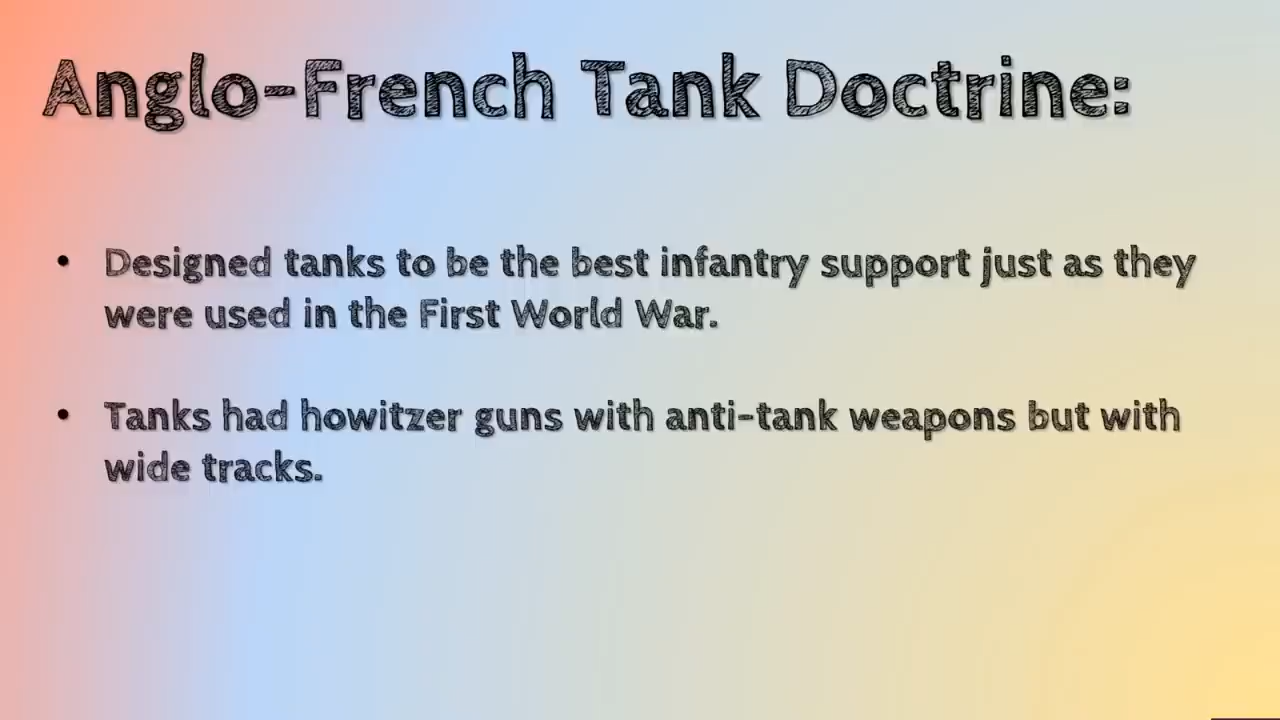 Anglo-French Tank Doctrine:
• Designed tanks to be the best infantry support just as they
were used in the First World War.
• Tanks had howitzer guns with anti-tank weapons but with
wide tracks.